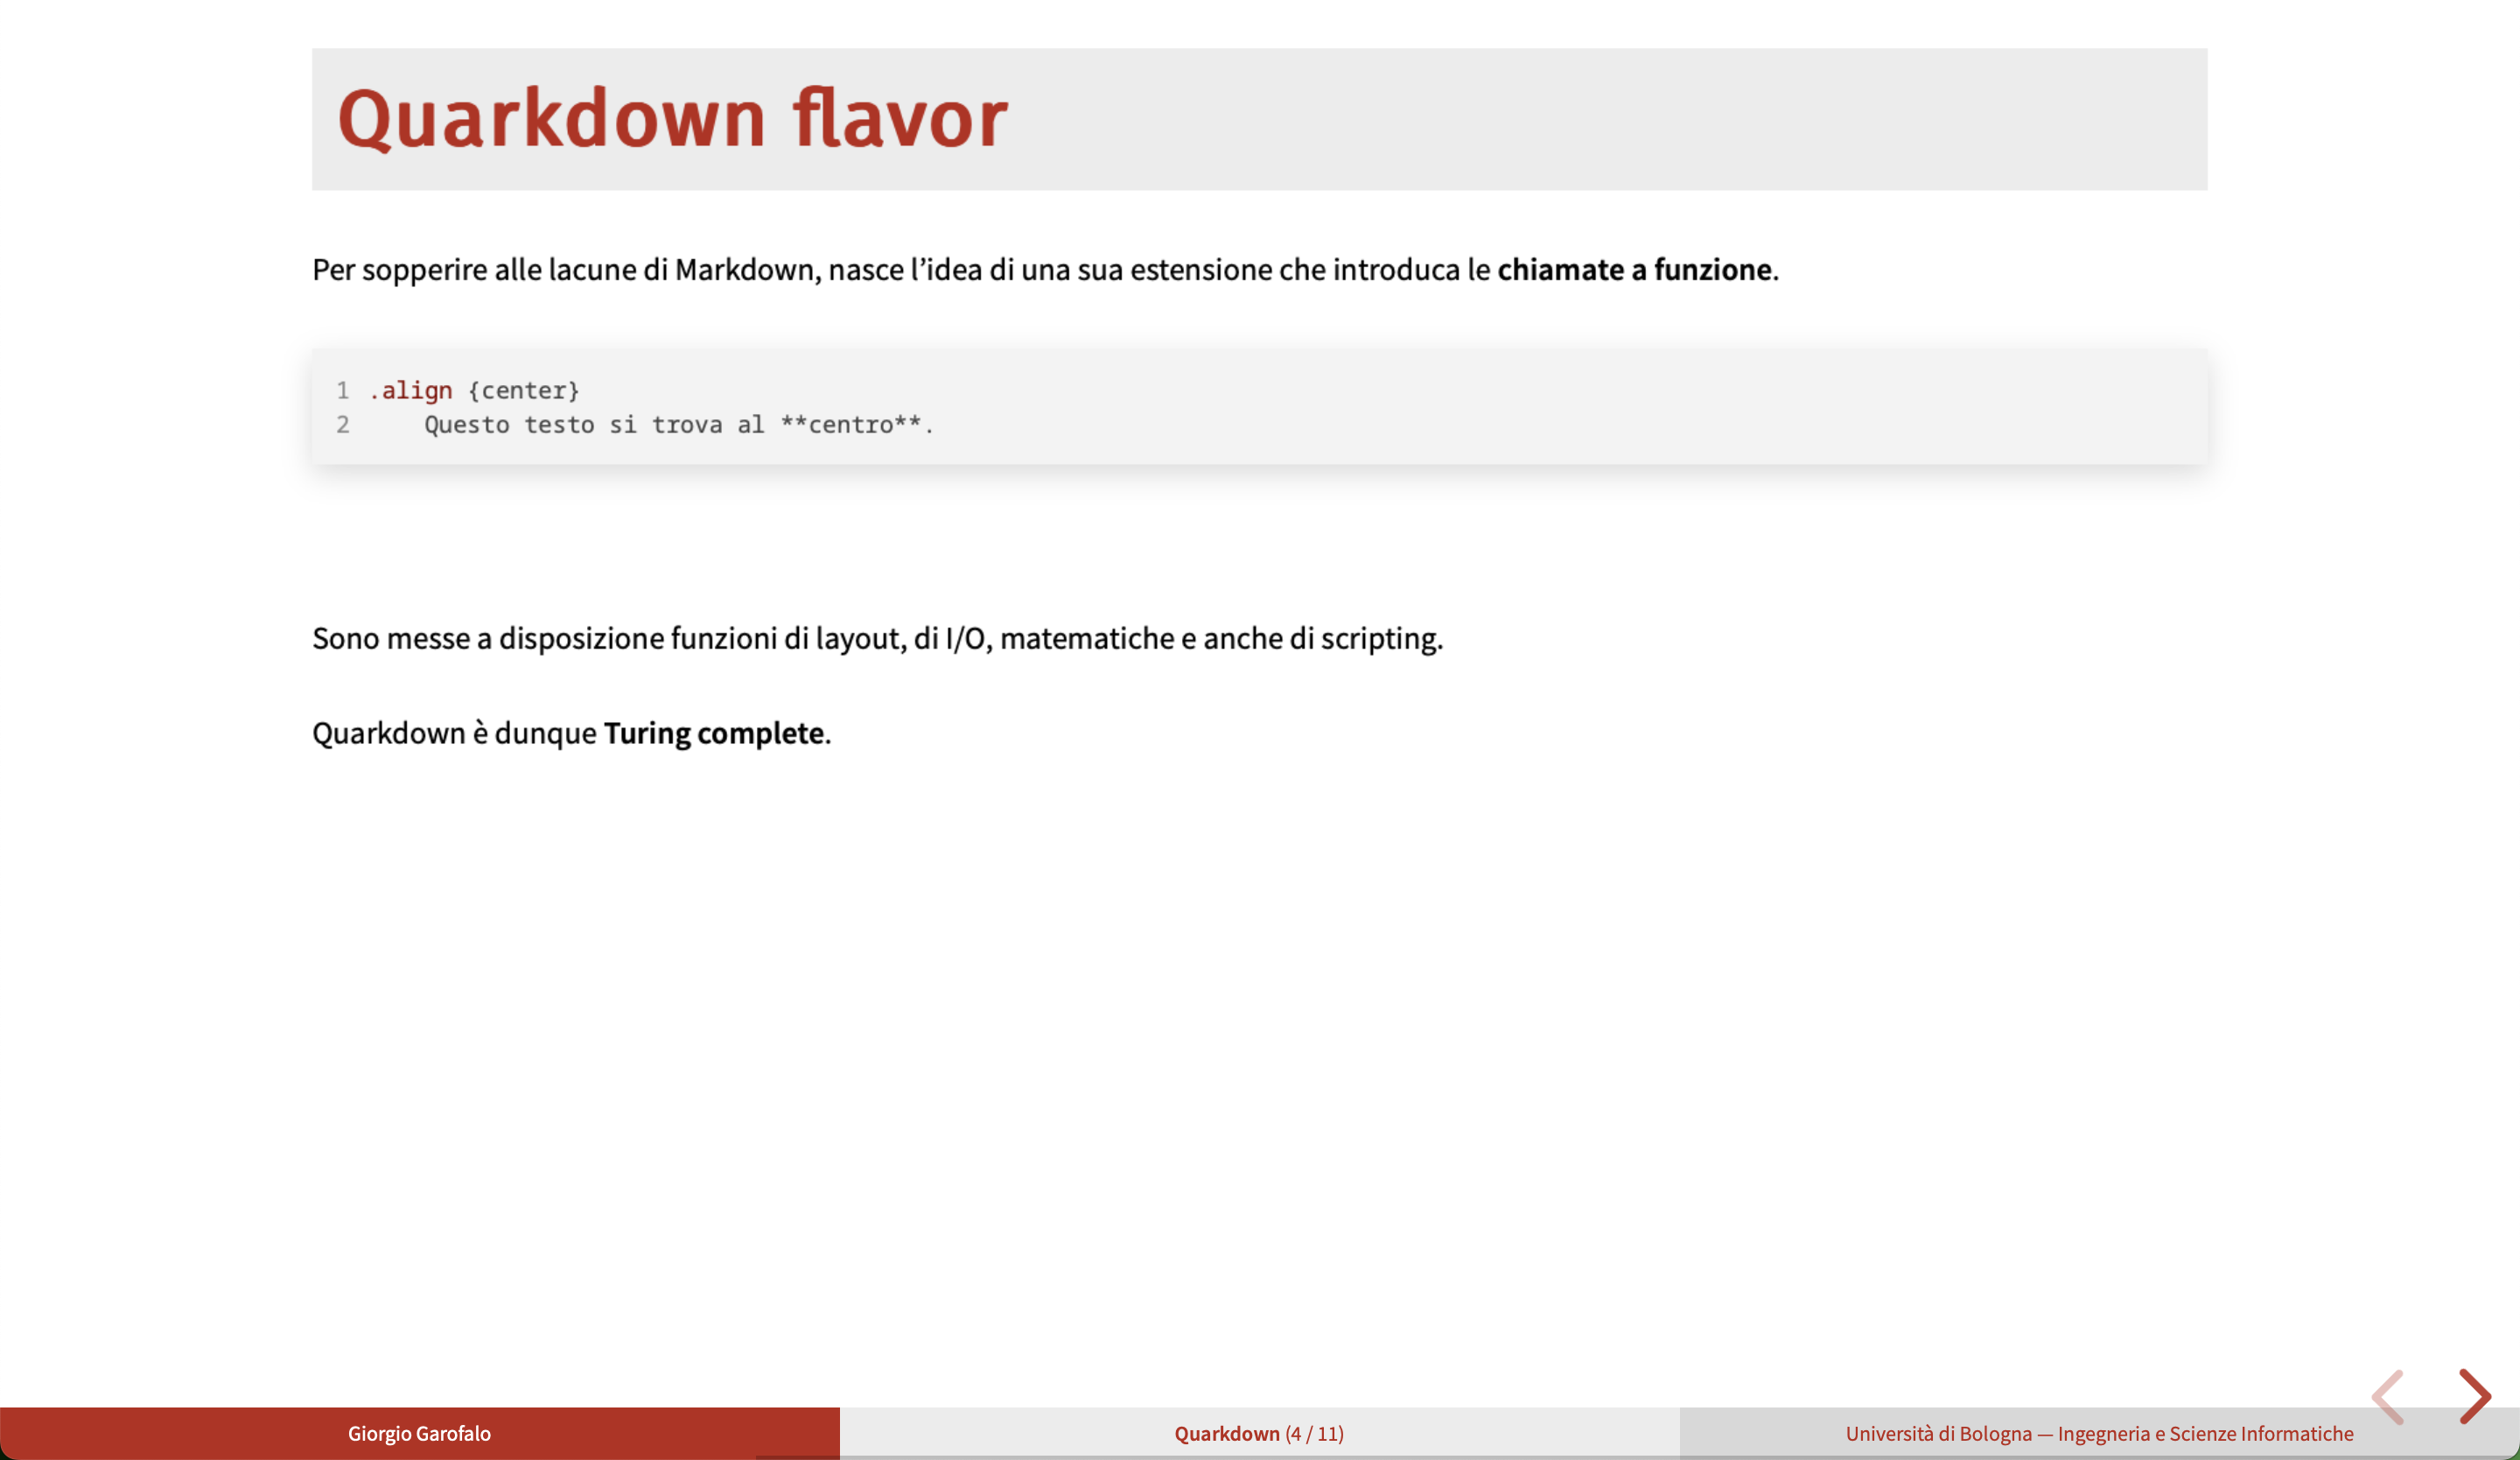 Quarkdown flavor
Per sopperire alle lacune di Markdown, nasce l’idea di una sua estensione che introduca le chiamate a funzione.
1 .align {center}
2     Questo testo si trova al **centro**.
Sono messe a disposizione funzioni di layout, di I/O, matematiche e anche di scripting.
Quarkdown è dunque Turing complete.
Giorgio Garofalo
Quarkdown (4 / 11)
Università di Bologna — Ingegneria e Scienze Informatiche